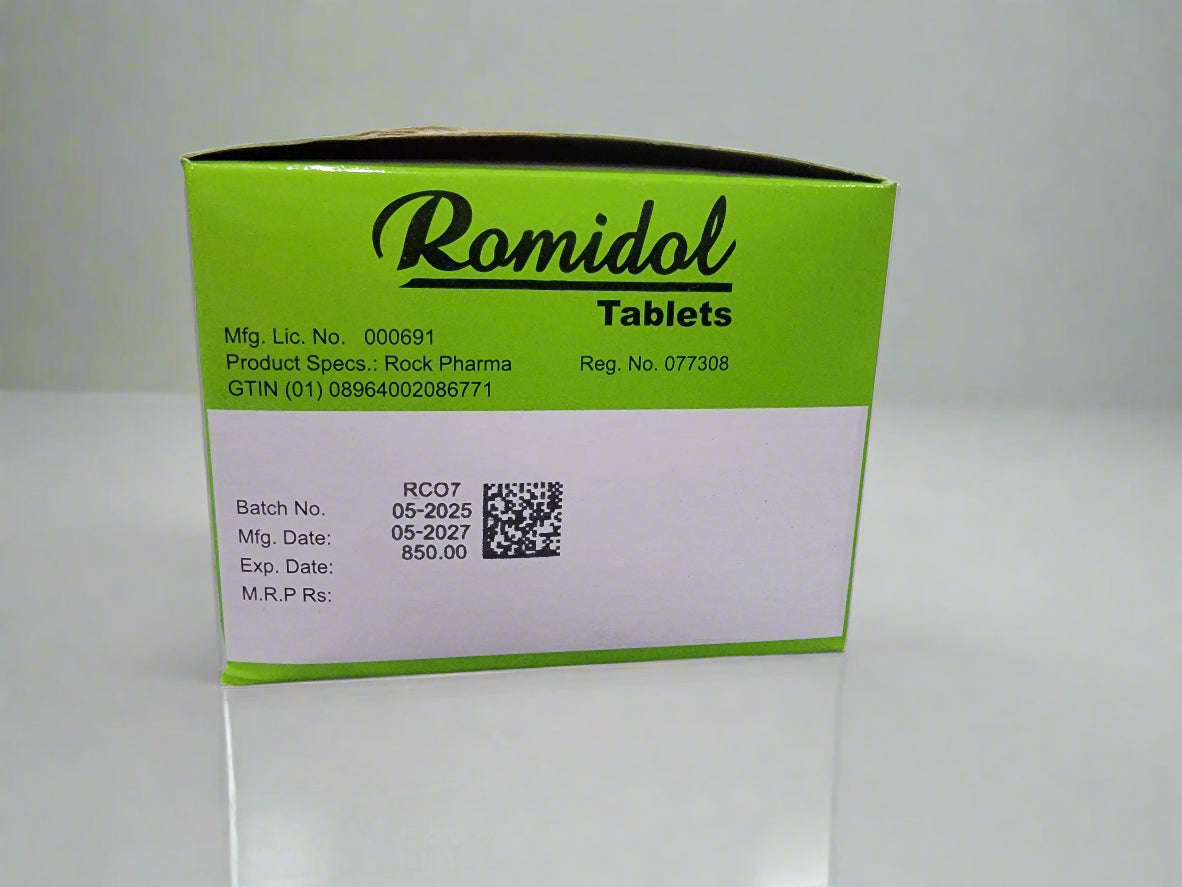 Romidol
Tablets
Mfg. Lic. No. 000691
Product Specs.: Rock Pharma Reg. No. 077308
GTIN (01) 08964002086771
RCO7
Batch No. 05-2025
Mfg. Date: 05-2027
Exp. Date: 850.00
M.R.P Rs: